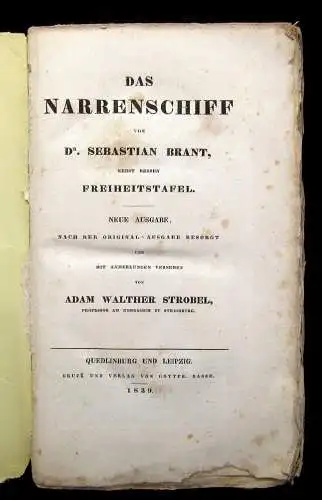 DAS
NARRENSCHIFF
VON
DR. SEBASTIAN BRANT,
NEBST DESSEN
FREIHEITSTAFEL.
NEUE AUSGABE,
NACH DER ORIGINAL-AUSGABE BESORGT
UND
MIT ANMERKUNGEN VERSEHEN
VON
ADAM WALTHER STROBEL,
PROFESSOR AM GYMNASIUM ZU STRASBURG.
QUEDLINBURG UND LEIPZIG.
DRUCK UND VERLAG VON GOTTFR. BASSE.
1839.